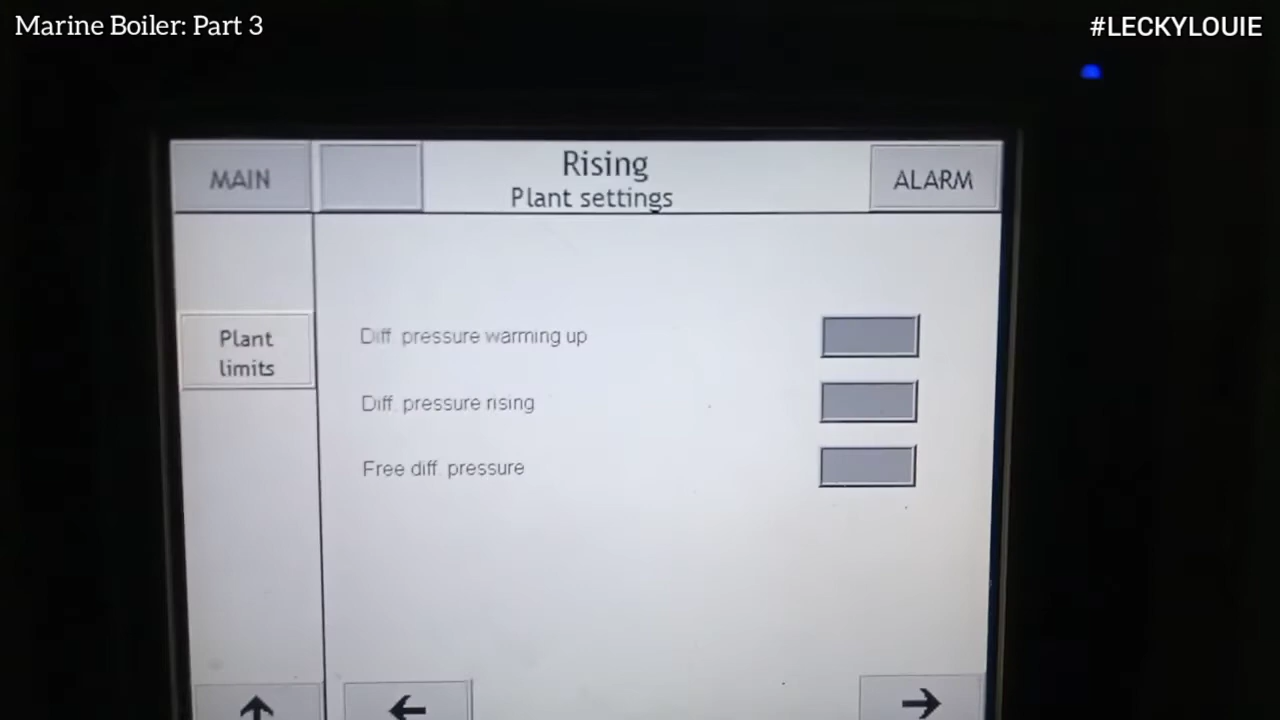 Marine Boiler: Part 3
#LECKYLOUIE
MAIN
Rising
Plant settings
ALARM
Plant
limits
Diff. pressure warming up
Diff. pressure rising
Free diff. pressure